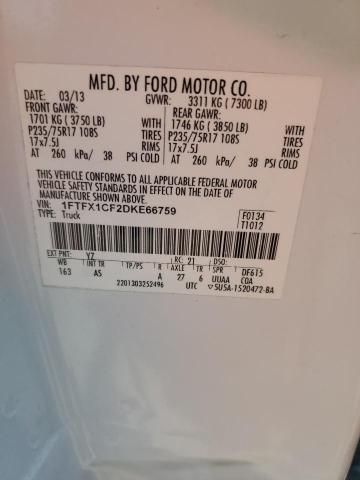 MFD. BY FORD MOTOR CO.
DATE: 03/13 GVWR: 3311 KG ( 7300 LB)
FRONT GAWR: REAR GAWR:
1701 KG ( 3750 LB) 1746 KG ( 3850 LB)
P235/75R17 108S TIRES P235/75R17 108S TIRES
17x7.5J RIMS 17x7.5J RIMS
AT 260 kPa/ 38 PSI COLD AT 260 kPa/ 38 PSI COLD
THIS VEHICLE CONFORMS TO ALL APPLICABLE FEDERAL MOTOR
VEHICLE SAFETY STANDARDS IN EFFECT ON THE DATE OF
MANUFACTURE SHOWN ABOVE.
VIN: 1FTFX1CF2DKE66759 F0134
TYPE: Truck T1012
EXT PNT: YZ RC: 21 DF615
WB INT TR TP/PS R AXLE TR SPR
163 AS A 27 6 UUAA COA
2201303252496 UTC 5U5A-1520472-BA